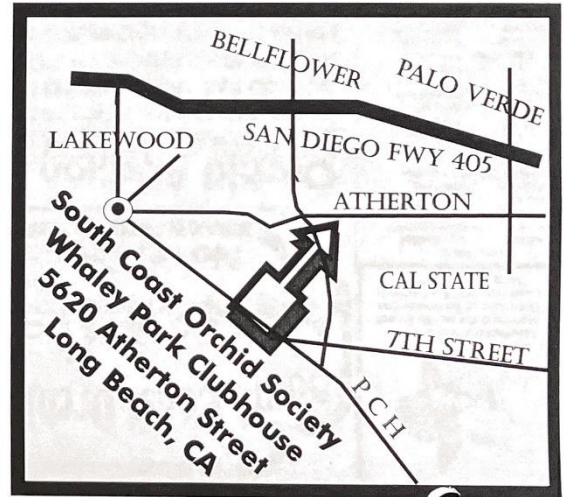 BELLFLOWER
PALO VERDE
LAKEWOOD
SAN DIEGO FWY 405
ATHERTON
CAL STATE
7TH STREET
PCH
South Coast Orchid Society
Whaley Park Clubhouse
5620 Atherton Street
Long Beach, CA